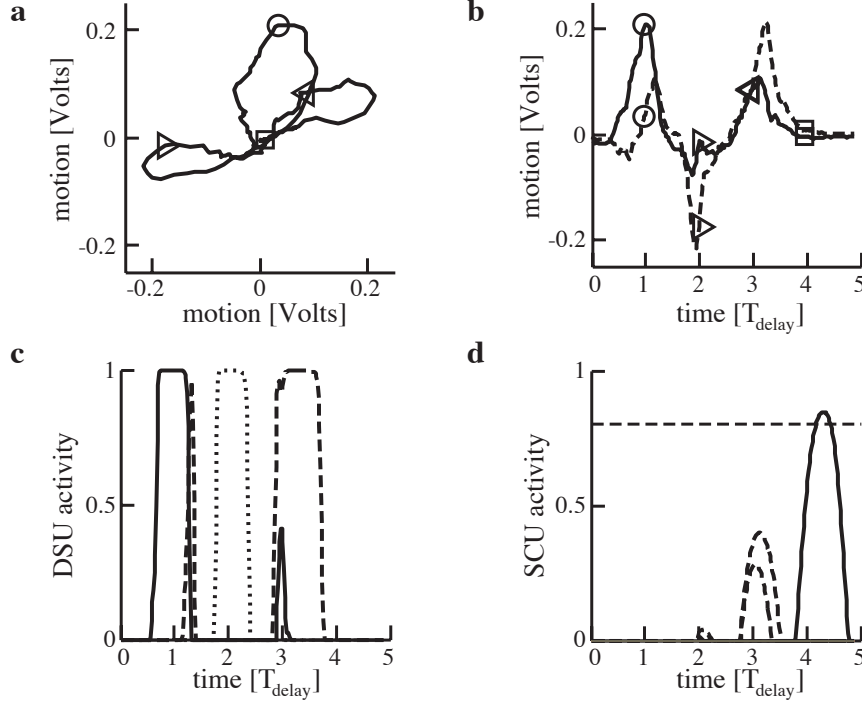 a
0.2
0
-0.2
motion [Volts]
-0.2 0 0.2
motion [Volts]
b
0.2
0
-0.2
motion [Volts]
0 1 2 3 4 5
time [T_delay]
c
1
0.5
0
DSU activity
0 1 2 3 4 5
time [T_delay]
d
1
0.5
0
SCU activity
0 1 2 3 4 5
time [T_delay]